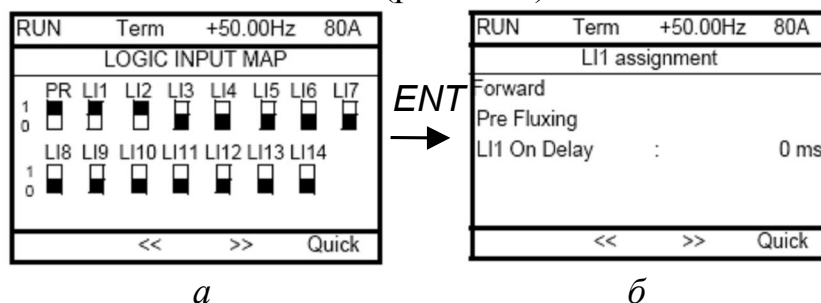 RUN Term +50.00Hz 80A
LOGIC INPUT MAP
PR LI1 LI2 LI3 LI4 LI5 LI6 LI7
1
0
LI8 LI9 LI10 LI11 LI12 LI13 LI14
1
0
<< >> Quick
а
ENT
RUN Term +50.00Hz 80A
LI1 assignment
Forward
Pre Fluxing
LI1 On Delay : 0 ms
<< >> Quick
б